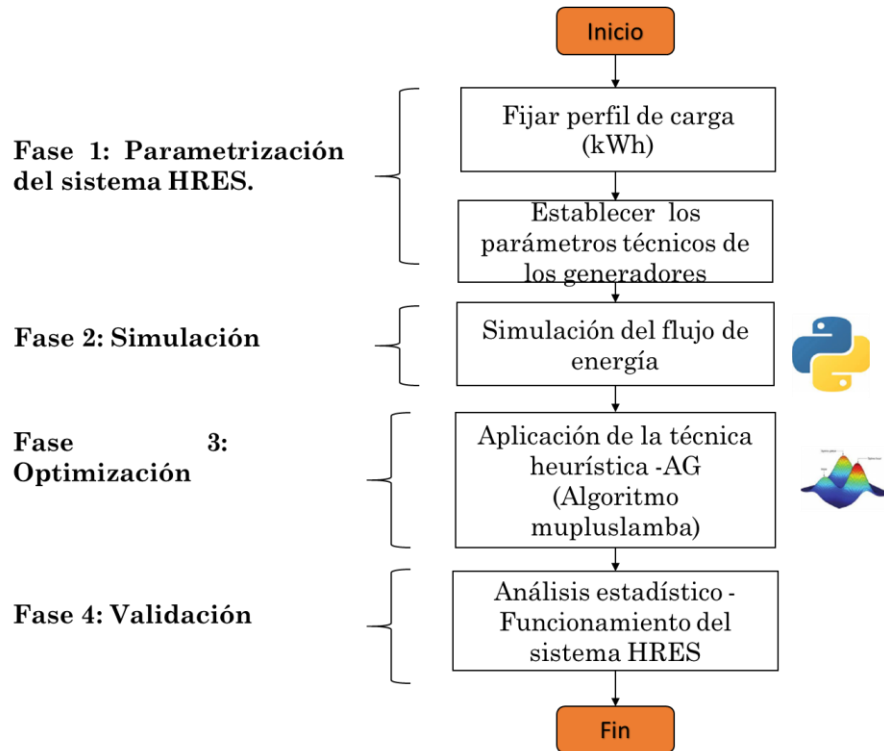 Inicio
Fase 1: Parametrización
del sistema HRES.
Fijar perfil de carga
(kWh)
Establecer los
parámetros técnicos de
los generadores
Fase 2: Simulación
Simulación del flujo de
energía
Fase 3:
Optimización
Aplicación de la técnica
heurística -AG
(Algoritmo
mupluslamba)
Fase 4: Validación
Análisis estadístico -
Funcionamiento del
sistema HRES
Fin